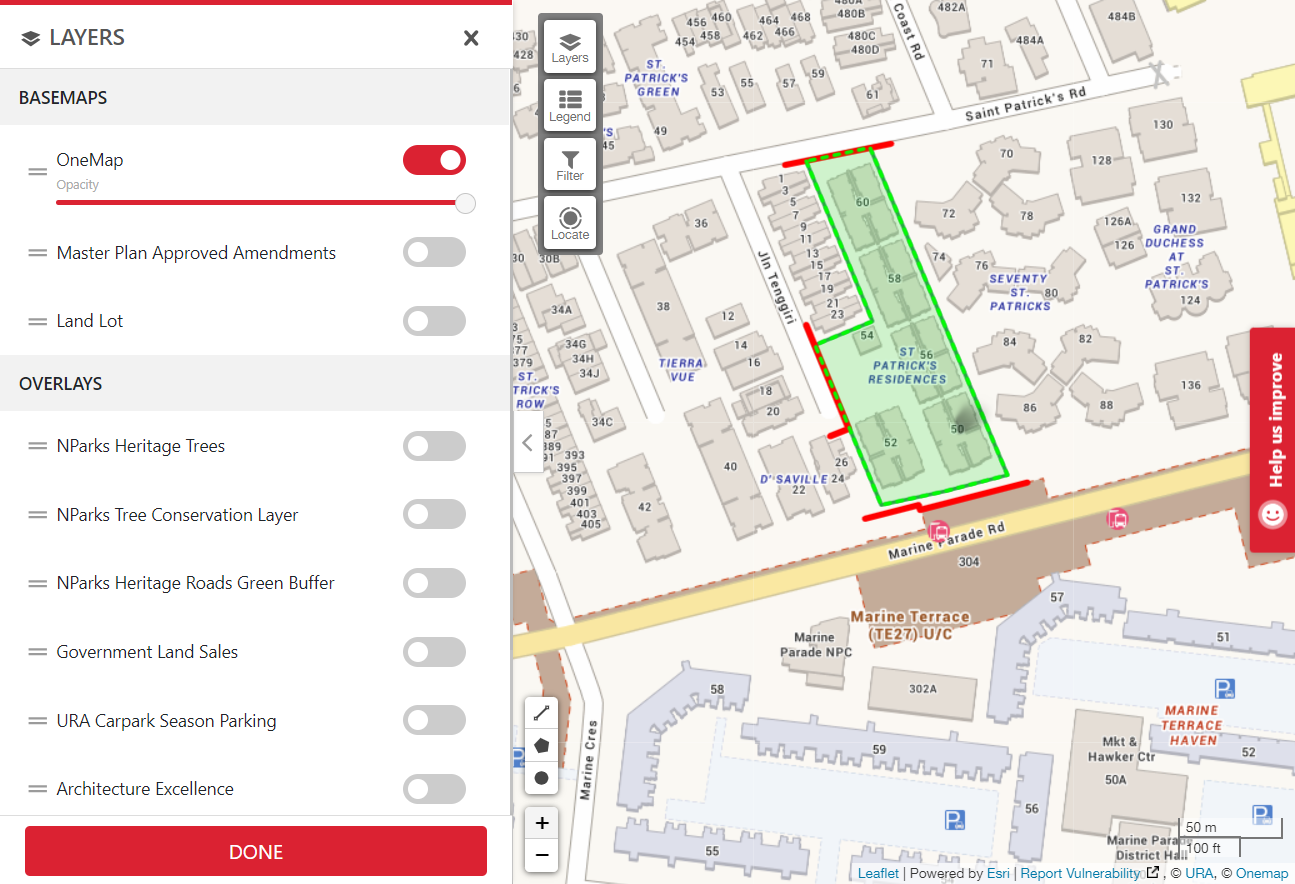 LAYERS
BASEMAPS
OneMap
Opacity
Master Plan Approved Amendments
Land Lot
OVERLAYS
NParks Heritage Trees
NParks Tree Conservation Layer
NParks Heritage Roads Green Buffer
Government Land Sales
URA Carpark Season Parking
Architecture Excellence
DONE
Layers
Legend
Filter
Locate
456
460
464
468
480A
480B
482A
484B
454
458
462
466
480C
480D
484A
Coast Rd
430
428
ST.
PATRICK'S
GREEN
53
55
57
59
61
71
Saint Patrick's Rd
49
45
130
128
70
132
1
3
5
7
9
11
13
15
17
19
21
23
60
72
78
126A
126
GRAND
DUCHESS
AT
ST.
PATRICK'S
124
36
30
30B
Jln Tenggiri
58
74
76
SEVENTY
ST.
PATRICKS
80
38
34A
12
14
16
18
20
34G
34H
34J
TIERRA
VUE
54
ST
56
PATRICK'S
RESIDENCES
84
82
136
377
379
ST.
TRICK'S
ROW
34C
86
88
50
52
393
395
397
399
401
403
405
40
42
26
D'SAVILLE
24
22
Help us improve
Marine Parade Rd
304
Marine Terrace
(TE27) U/C
57
51
Marine
Parade NPC
302A
58
MARINE
TERRACE
HAVEN
Marine Cres
59
Mkt &
Hawker Ctr
50A
52
56
55
Marine Parade
District Hall
50 m
100 ft
+
−
Leaflet | Powered by Esri | Report Vulnerability , © URA, © Onemap